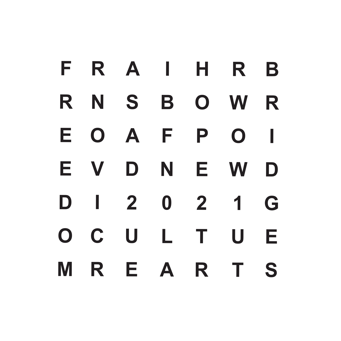 F R A I H R B
R N S B O W R
E O A F P O I
E V D N E W D
D I 2 0 2 1 G
O C U L T U E
M R E A R T S